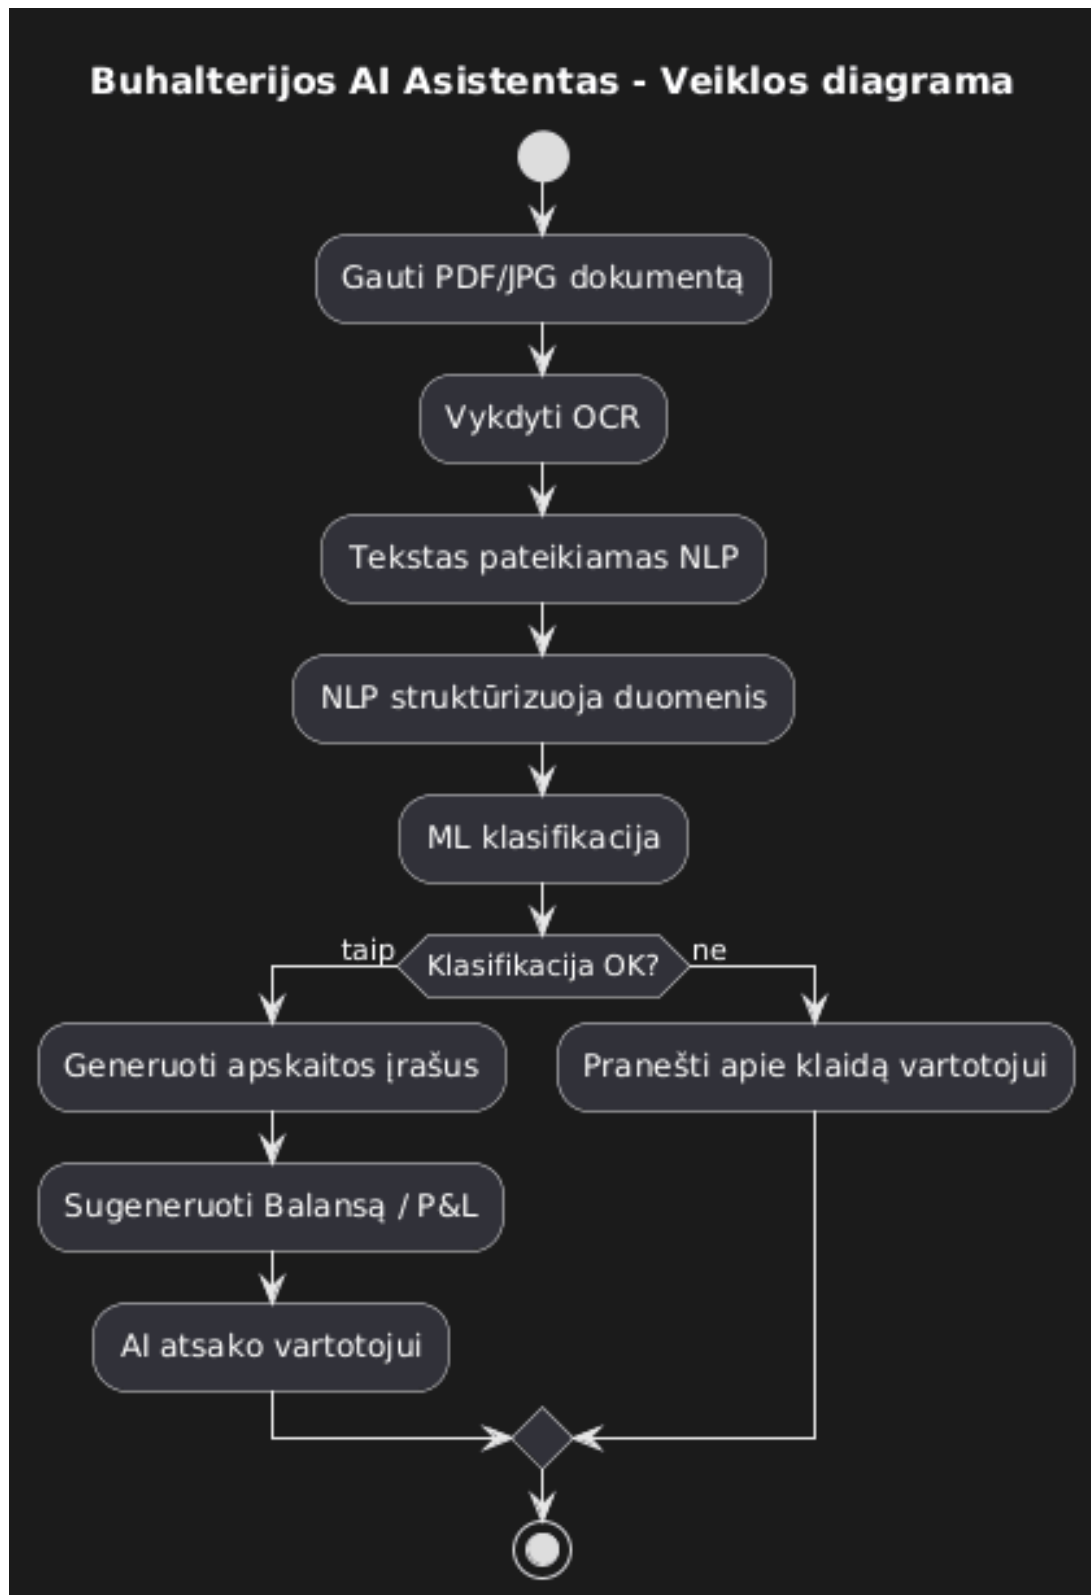 Buhalterijos AI Asistentas - Veiklos diagrama
Gauti PDF/JPG dokumentą
Vykdyti OCR
Tekstas pateikiamas NLP
NLP struktūrizuoja duomenis
ML klasifikacija
taip
Klasifikacija OK?
ne
Generuoti apskaitos įrašus
Pranešti apie klaidą vartotojui
Sugeneruoti Balansą / P&L
AI atsako vartotojui